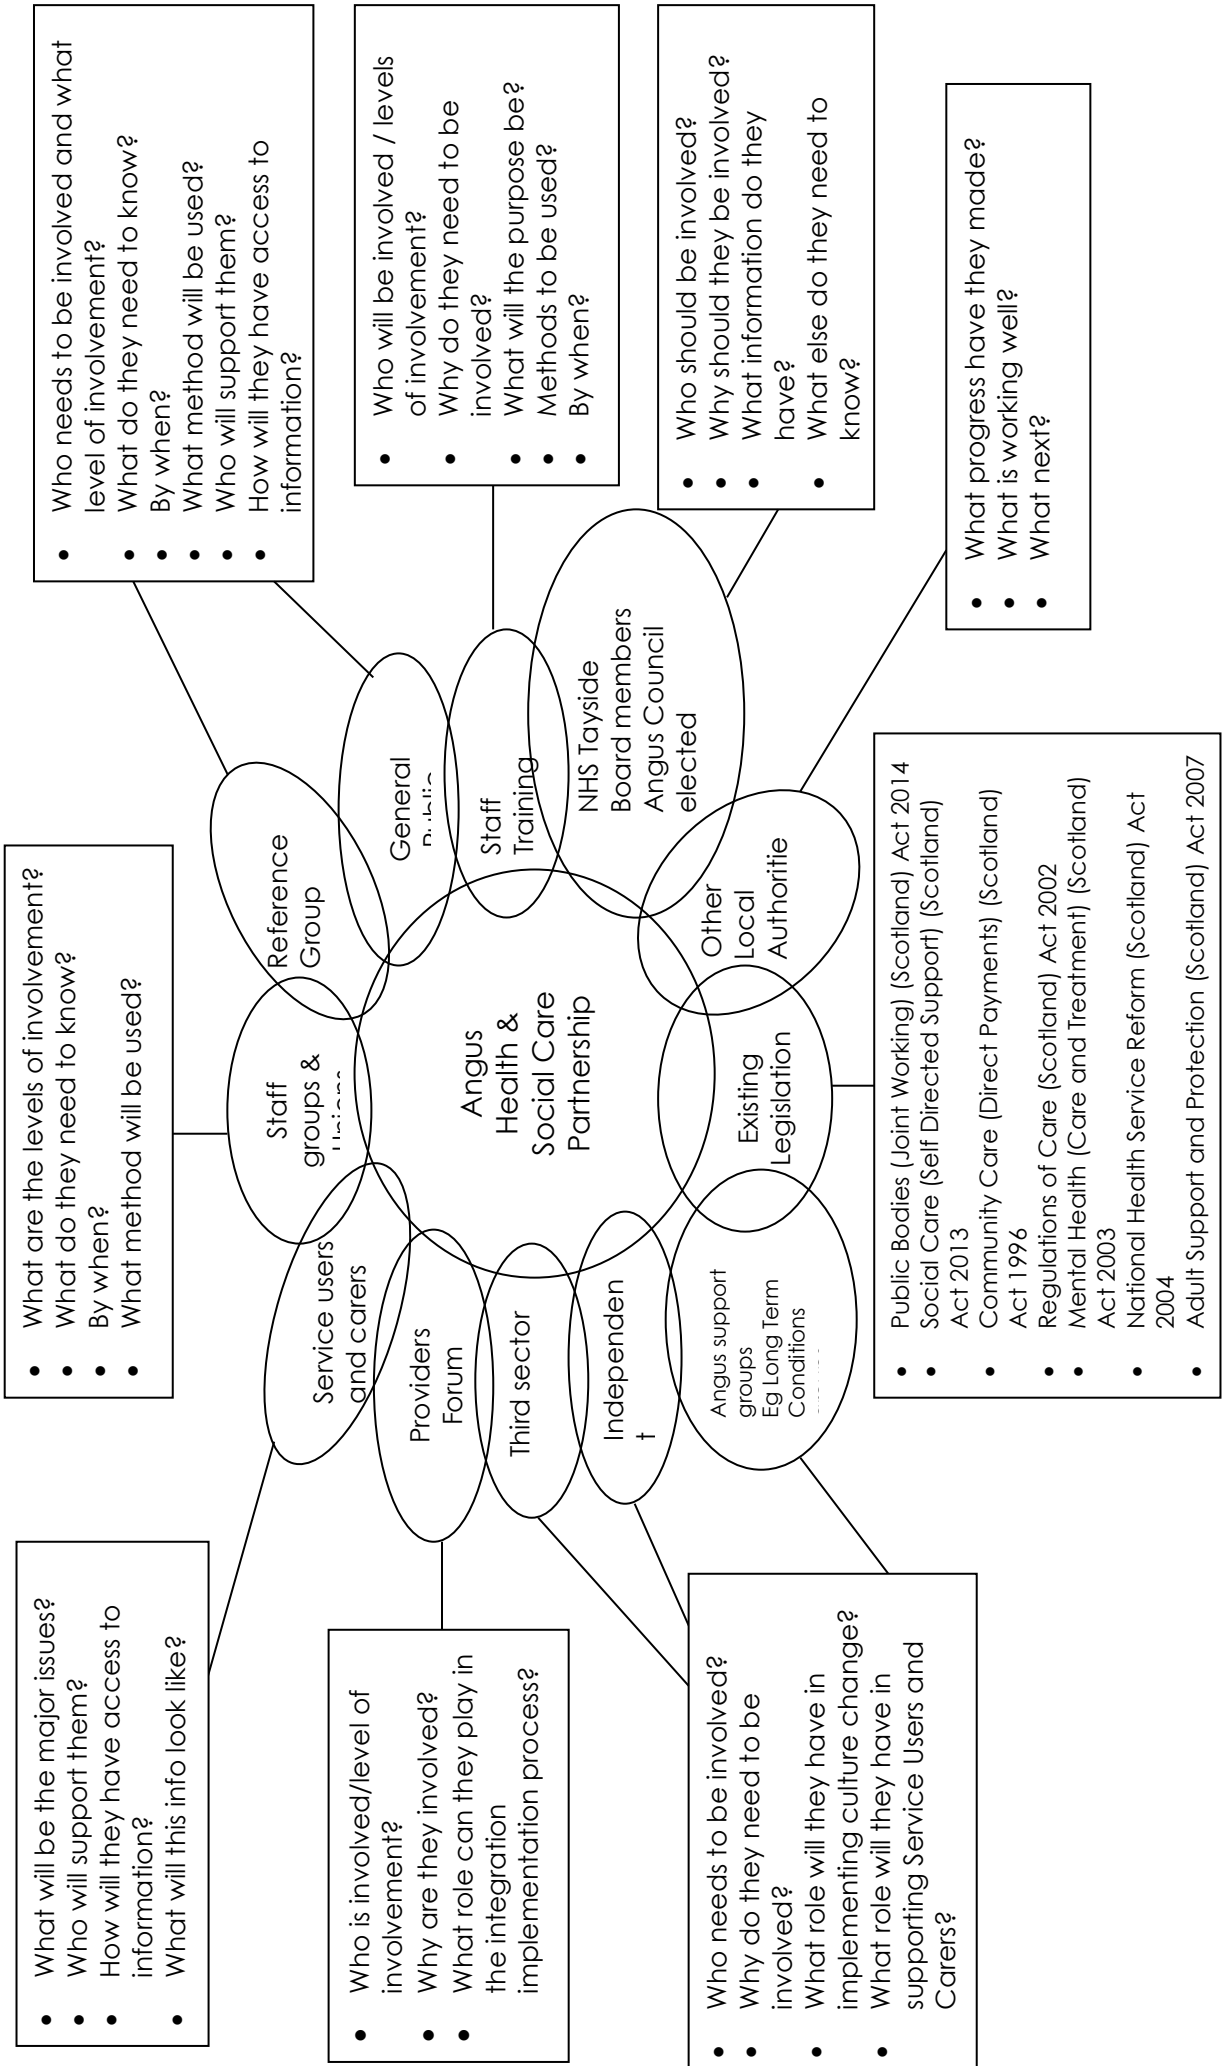 What will be the major issues?
Who will support them?
How will they have access to
information?
What will this info look like?
What are the levels of involvement?
What do they need to know?
By when?
What method will be used?
Who needs to be involved and what
level of involvement?
What do they need to know?
By when?
What method will be used?
Who will support them?
How will they have access to
information?
Service users
and carers
Staff
groups &
Reference
Group
General
Who is involved/level of
involvement?
Why are they involved?
What role can they play in
the integration
implementation process?
Providers
Forum
Third sector
Independen
t
Angus support
groups
Eg Long Term
Conditions
Angus
Health &
Social Care
Partnership
Staff
Training
Who will be involved / levels
of involvement?
Why do they need to be
involved?
What will the purpose be?
Methods to be used?
By when?
NHS Tayside
Board members
Angus Council
elected
Who should be involved?
Why should they be involved?
What information do they
have?
What else do they need to
know?
Existing
Legislation
Other
Local
Authoritie
Who needs to be involved?
Why do they need to be
involved?
What role will they have in
implementing culture change?
What role will they have in
supporting Service Users and
Carers?
Public Bodies (Joint Working) (Scotland) Act 2014
Social Care (Self Directed Support) (Scotland)
Act 2013
Community Care (Direct Payments) (Scotland)
Act 1996
Regulations of Care (Scotland) Act 2002
Mental Health (Care and Treatment) (Scotland)
Act 2003
National Health Service Reform (Scotland) Act
2004
Adult Support and Protection (Scotland) Act 2007
What progress have they made?
What is working well?
What next?